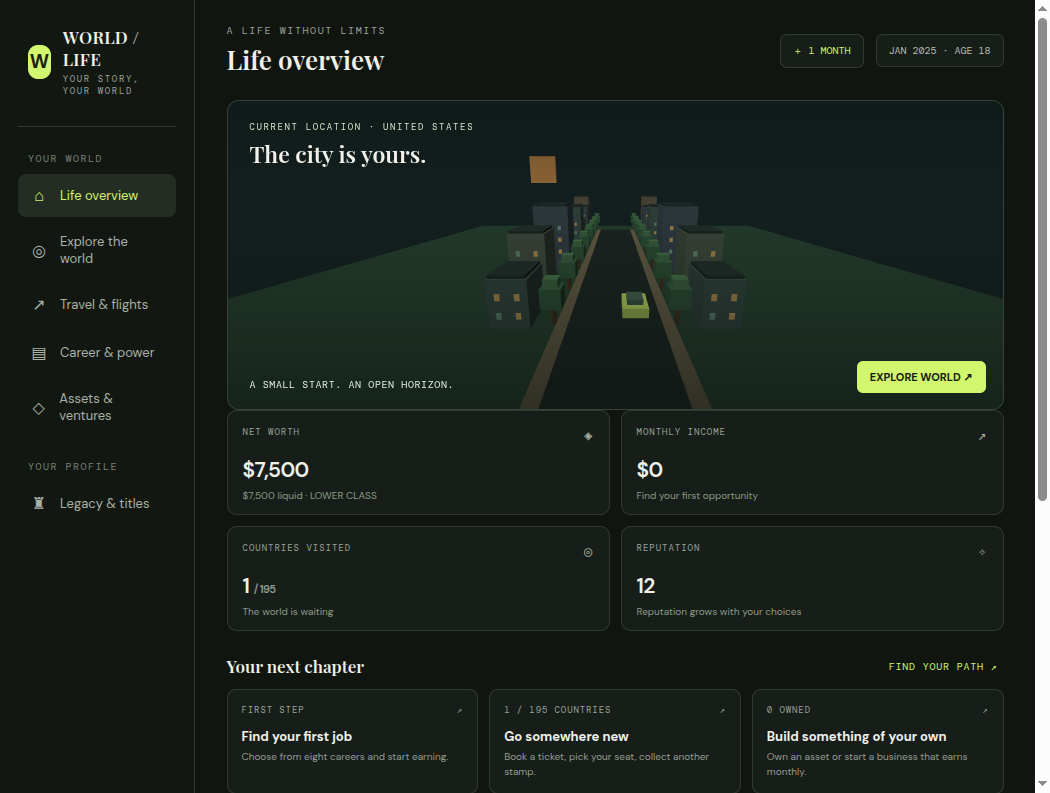 W
WORLD /
LIFE
YOUR STORY,
YOUR WORLD
YOUR WORLD
Life overview
Explore the
world
Travel & flights
Career & power
Assets &
ventures
YOUR PROFILE
Legacy & titles
A LIFE WITHOUT LIMITS
Life overview
+ 1 MONTH
JAN 2025 · AGE 18
CURRENT LOCATION · UNITED STATES
The city is yours.
A SMALL START. AN OPEN HORIZON.
EXPLORE WORLD ↗
NET WORTH
$7,500
$7,500 liquid · LOWER CLASS
MONTHLY INCOME
$0
Find your first opportunity
COUNTRIES VISITED
1 / 195
The world is waiting
REPUTATION
12
Reputation grows with your choices
Your next chapter
FIND YOUR PATH ↗
FIRST STEP
Find your first job
Choose from eight careers and start earning.
1 / 195 COUNTRIES
Go somewhere new
Book a ticket, pick your seat, collect another
stamp.
0 OWNED
Build something of your own
Own an asset or start a business that earns
monthly.